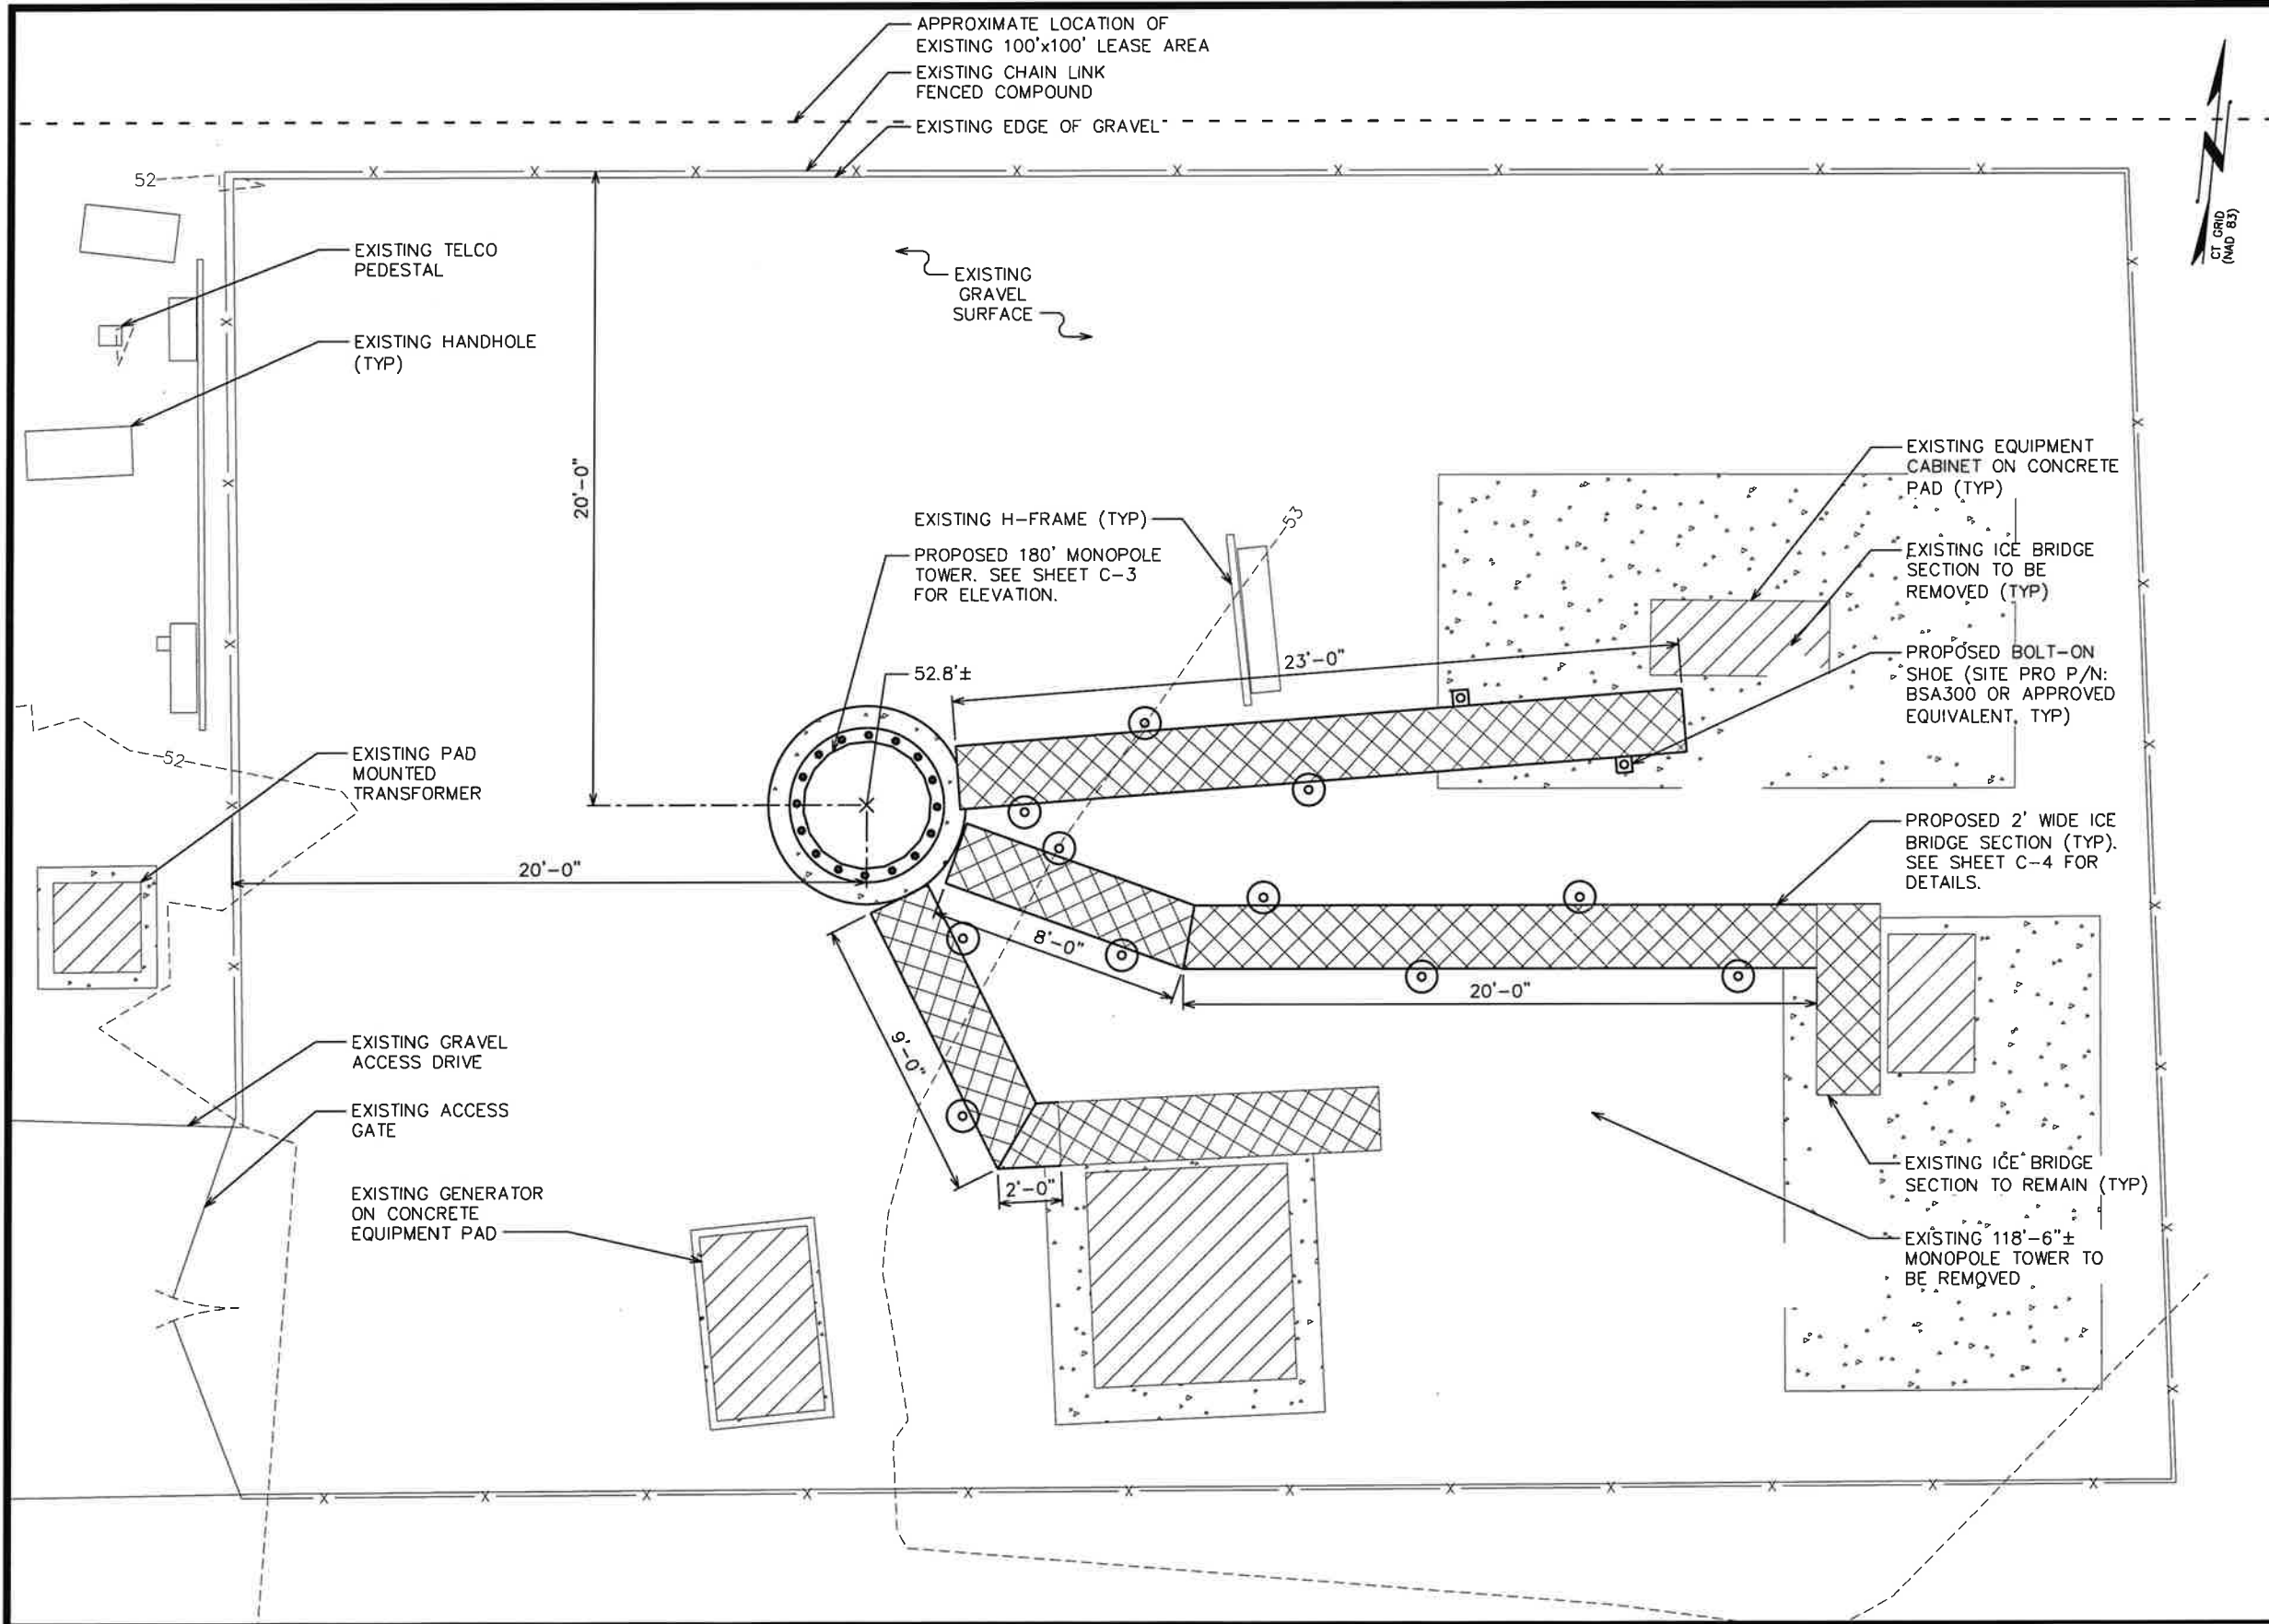 APPROXIMATE LOCATION OF
EXISTING 100'x100' LEASE AREA
EXISTING CHAIN LINK
FENCED COMPOUND
EXISTING EDGE OF GRAVEL
CT GRID
(NAD 83)
52
EXISTING TELCO
PEDESTAL
EXISTING
GRAVEL
SURFACE
EXISTING HANDHOLE
(TYP)
20'-0"
EXISTING EQUIPMENT
CABINET ON CONCRETE
PAD (TYP)
EXISTING H-FRAME (TYP)
53
PROPOSED 180' MONOPOLE
TOWER. SEE SHEET C-3
FOR ELEVATION.
EXISTING ICE BRIDGE
SECTION TO BE
REMOVED (TYP)
23'-0"
PROPOSED BOLT-ON
SHOE (SITE PRO P/N:
BSA300 OR APPROVED
EQUIVALENT, TYP)
52.8'±
52
EXISTING PAD
MOUNTED
TRANSFORMER
PROPOSED 2' WIDE ICE
BRIDGE SECTION (TYP).
SEE SHEET C-4 FOR
DETAILS.
20'-0"
8'-0"
20'-0"
9'-0"
EXISTING GRAVEL
ACCESS DRIVE
EXISTING ACCESS
GATE
EXISTING ICE BRIDGE
SECTION TO REMAIN (TYP)
2'-0"
EXISTING GENERATOR
ON CONCRETE
EQUIPMENT PAD
EXISTING 118'-6"±
MONOPOLE TOWER TO
BE REMOVED